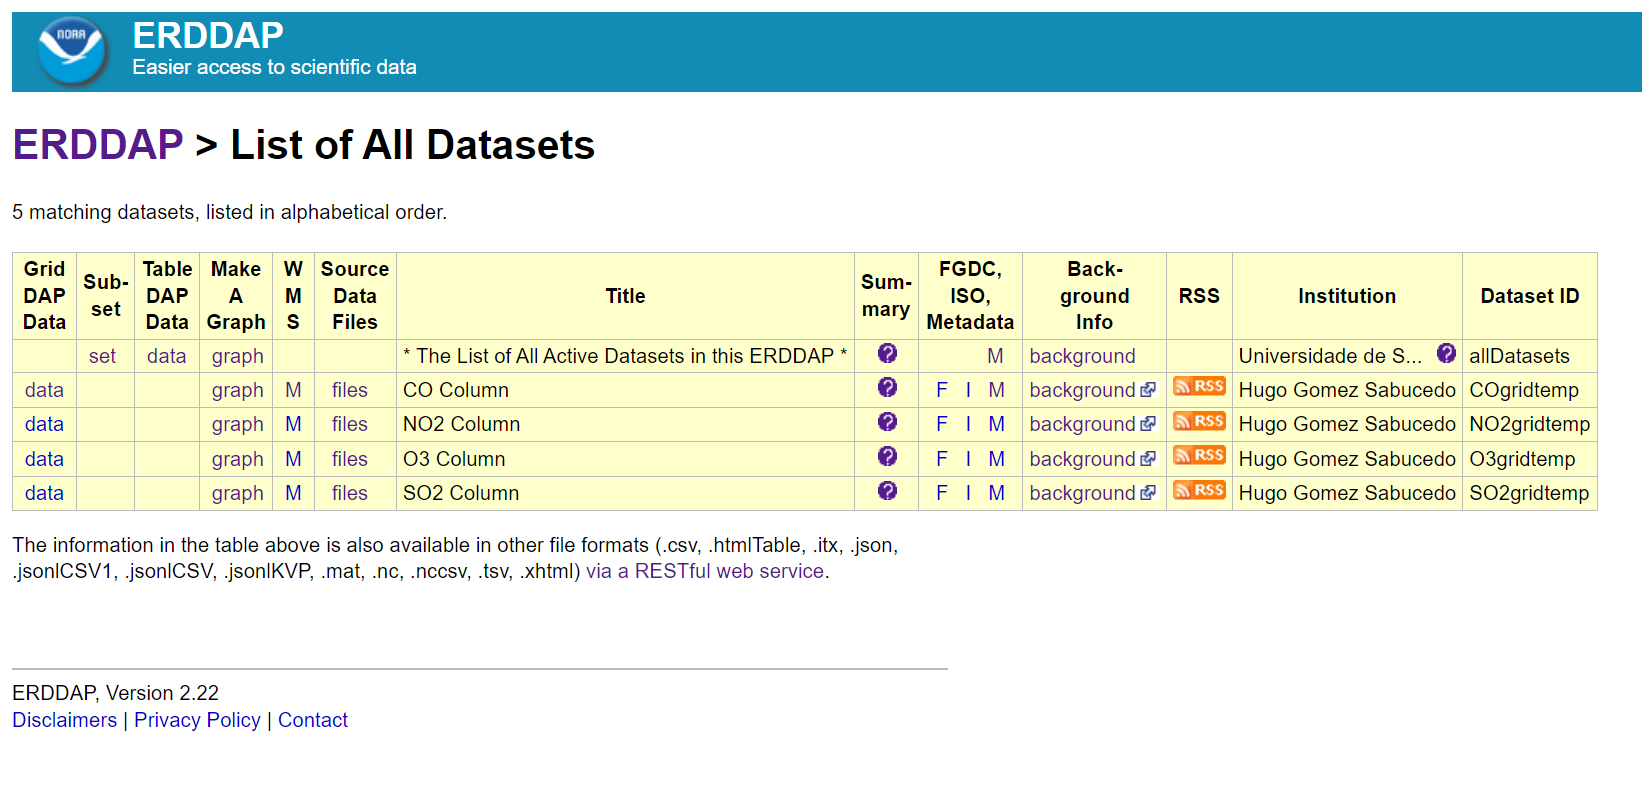 NOAA
ERDDAP
Easier access to scientific data
ERDDAP > List of All Datasets
5 matching datasets, listed in alphabetical order.
Grid DAP Data Sub-set Table DAP Data Make A Graph W M S Source Data Files Title Sum-mary FGDC, ISO, Metadata Back-ground Info RSS Institution Dataset ID
set data graph * The List of All Active Datasets in this ERDDAP * ? M background Universidade de S... ? allDatasets
data graph M files CO Column ? F I M background RSS Hugo Gomez Sabucedo COgridtemp
data graph M files NO2 Column ? F I M background RSS Hugo Gomez Sabucedo NO2gridtemp
data graph M files O3 Column ? F I M background RSS Hugo Gomez Sabucedo O3gridtemp
data graph M files SO2 Column ? F I M background RSS Hugo Gomez Sabucedo SO2gridtemp
The information in the table above is also available in other file formats (.csv, .htmlTable, .itx, .json,
.jsonlCSV1, .jsonlCSV, .jsonlKVP, .mat, .nc, .nccsv, .tsv, .xhtml) via a RESTful web service.
ERDDAP, Version 2.22
Disclaimers | Privacy Policy | Contact